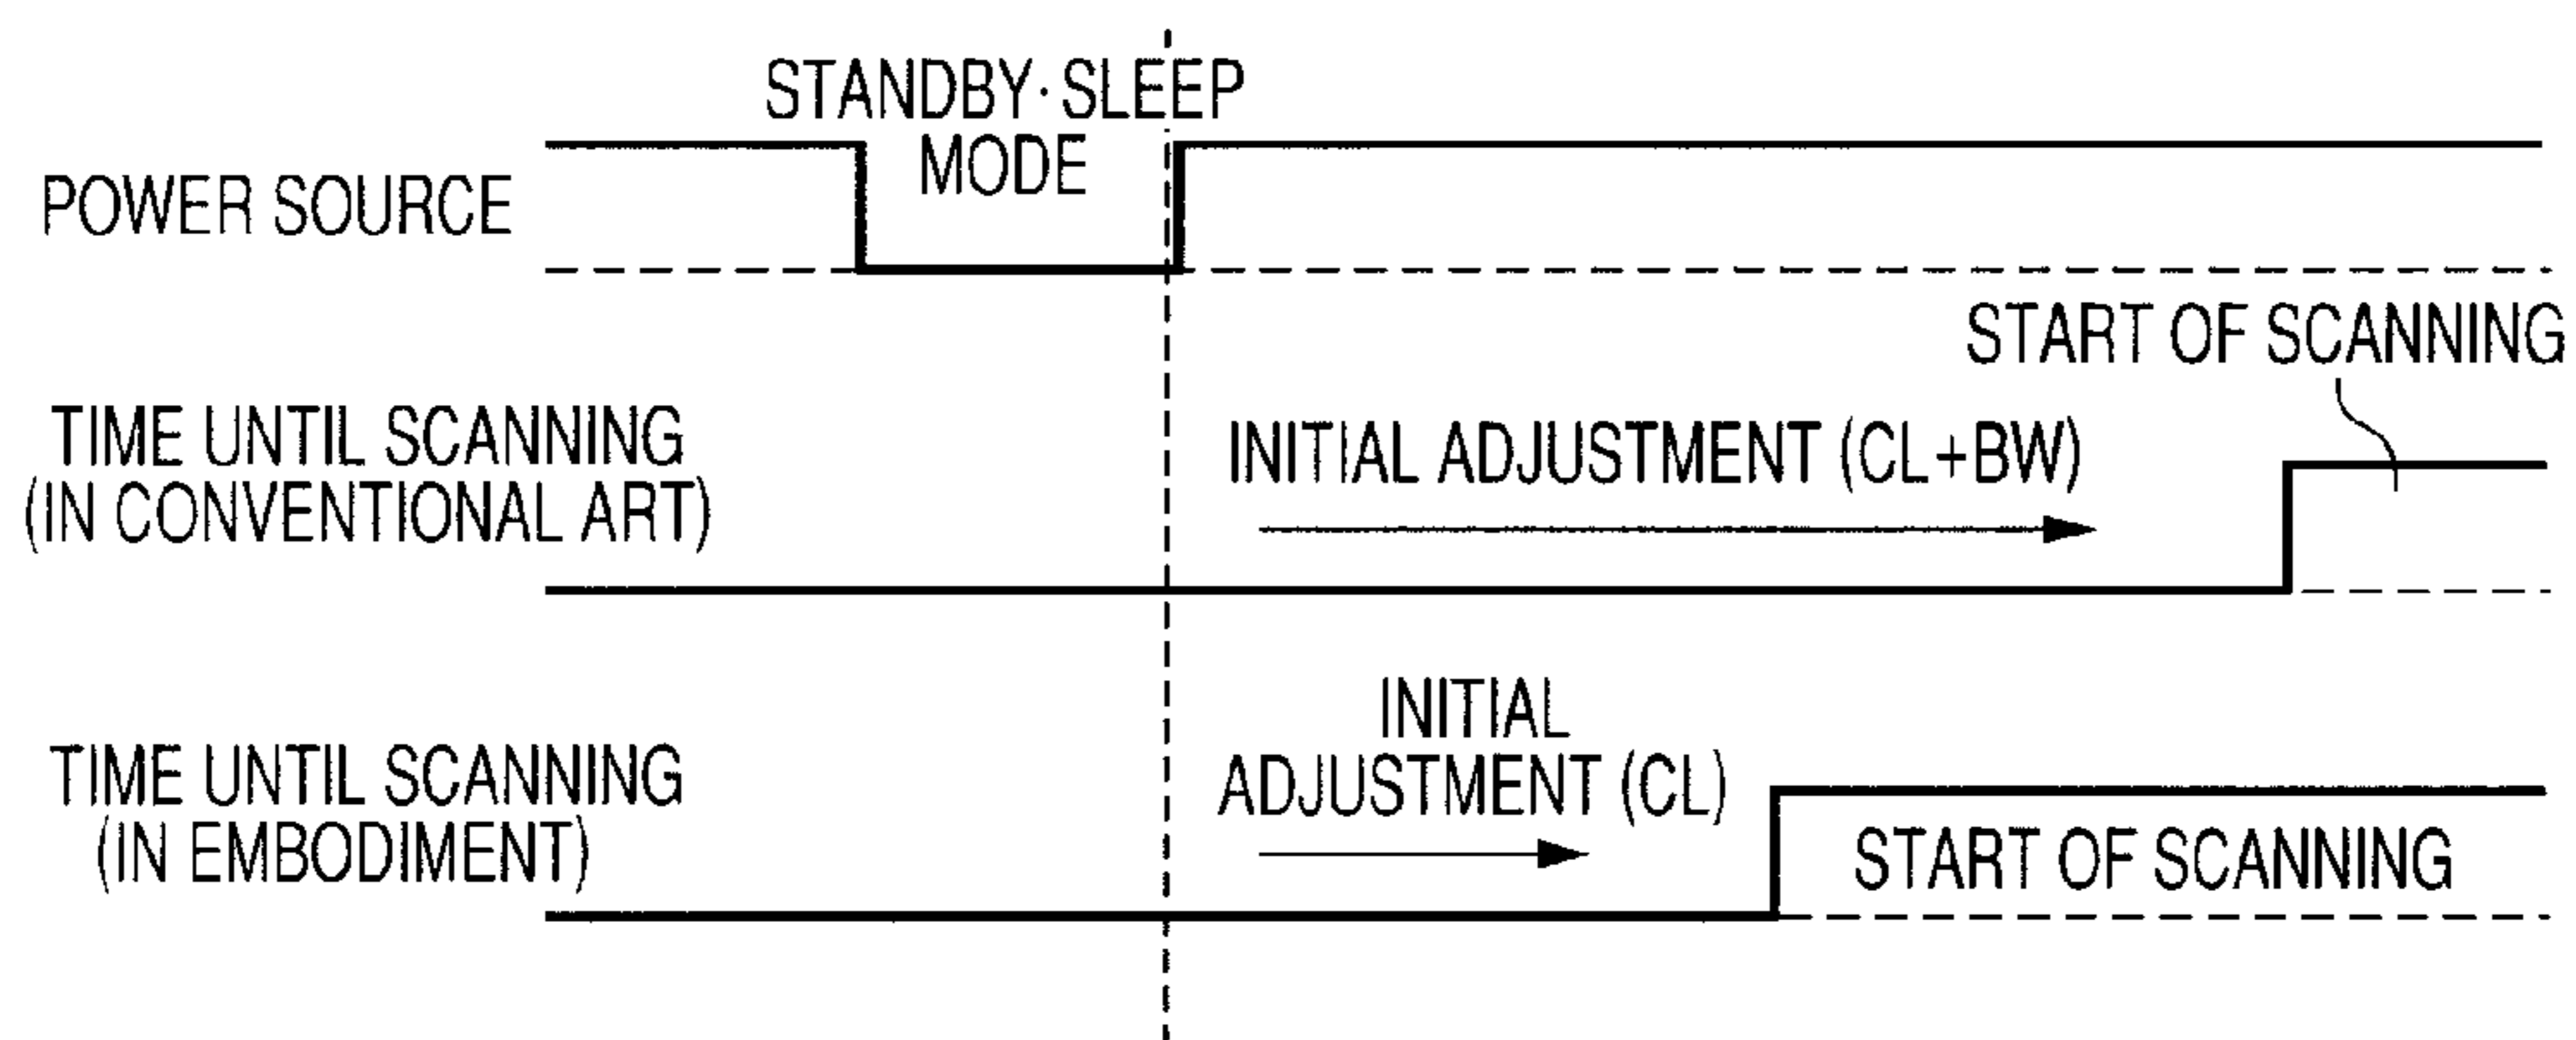 STANDBY·SLEEP
MODE
POWER SOURCE
START OF SCANNING
TIME UNTIL SCANNING
(IN CONVENTIONAL ART)
INITIAL ADJUSTMENT (CL+BW)
INITIAL
ADJUSTMENT (CL)
TIME UNTIL SCANNING
(IN EMBODIMENT)
START OF SCANNING